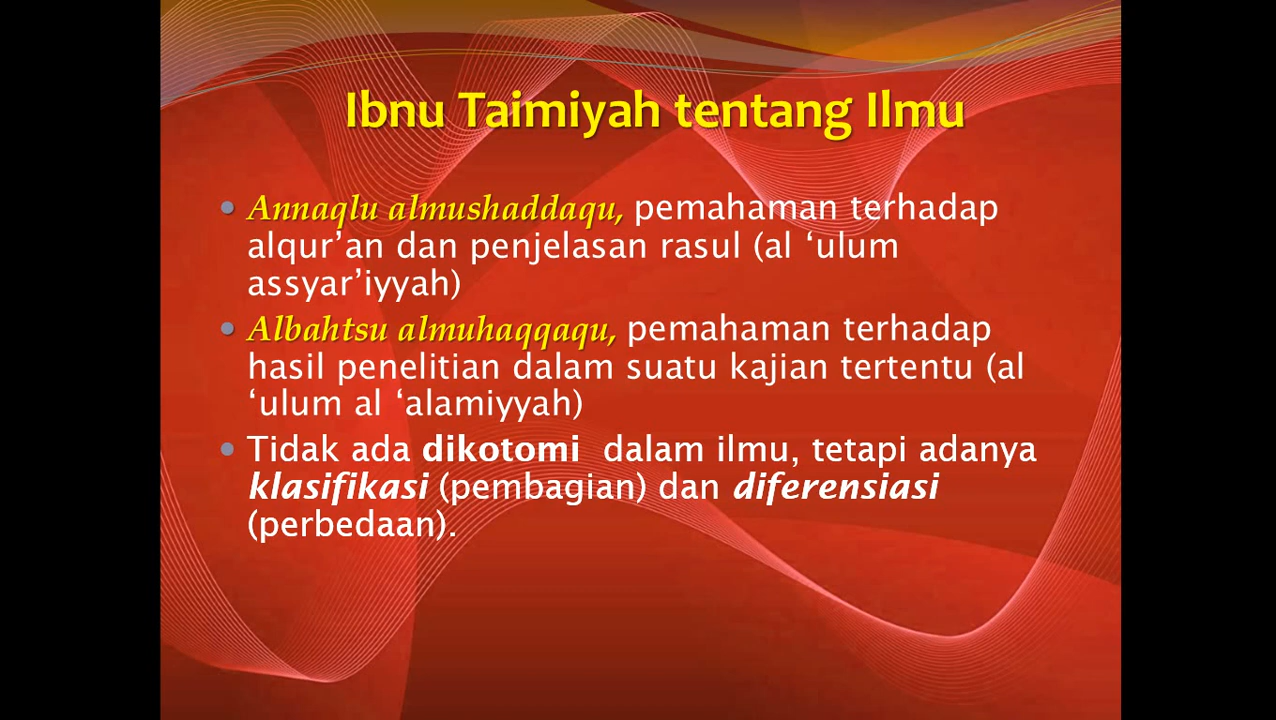 Ibnu Taimiyah tentang Ilmu
• Annaqlu almushaddaqu, pemahaman terhadap
alqur’an dan penjelasan rasul (al ‘ulum
assyar’iyyah)
• Albahtsu almuhaqqaqu, pemahaman terhadap
hasil penelitian dalam suatu kajian tertentu (al
‘ulum al ‘alamiyyah)
• Tidak ada dikotomi  dalam ilmu, tetapi adanya
klasifikasi (pembagian) dan diferensiasi
(perbedaan).